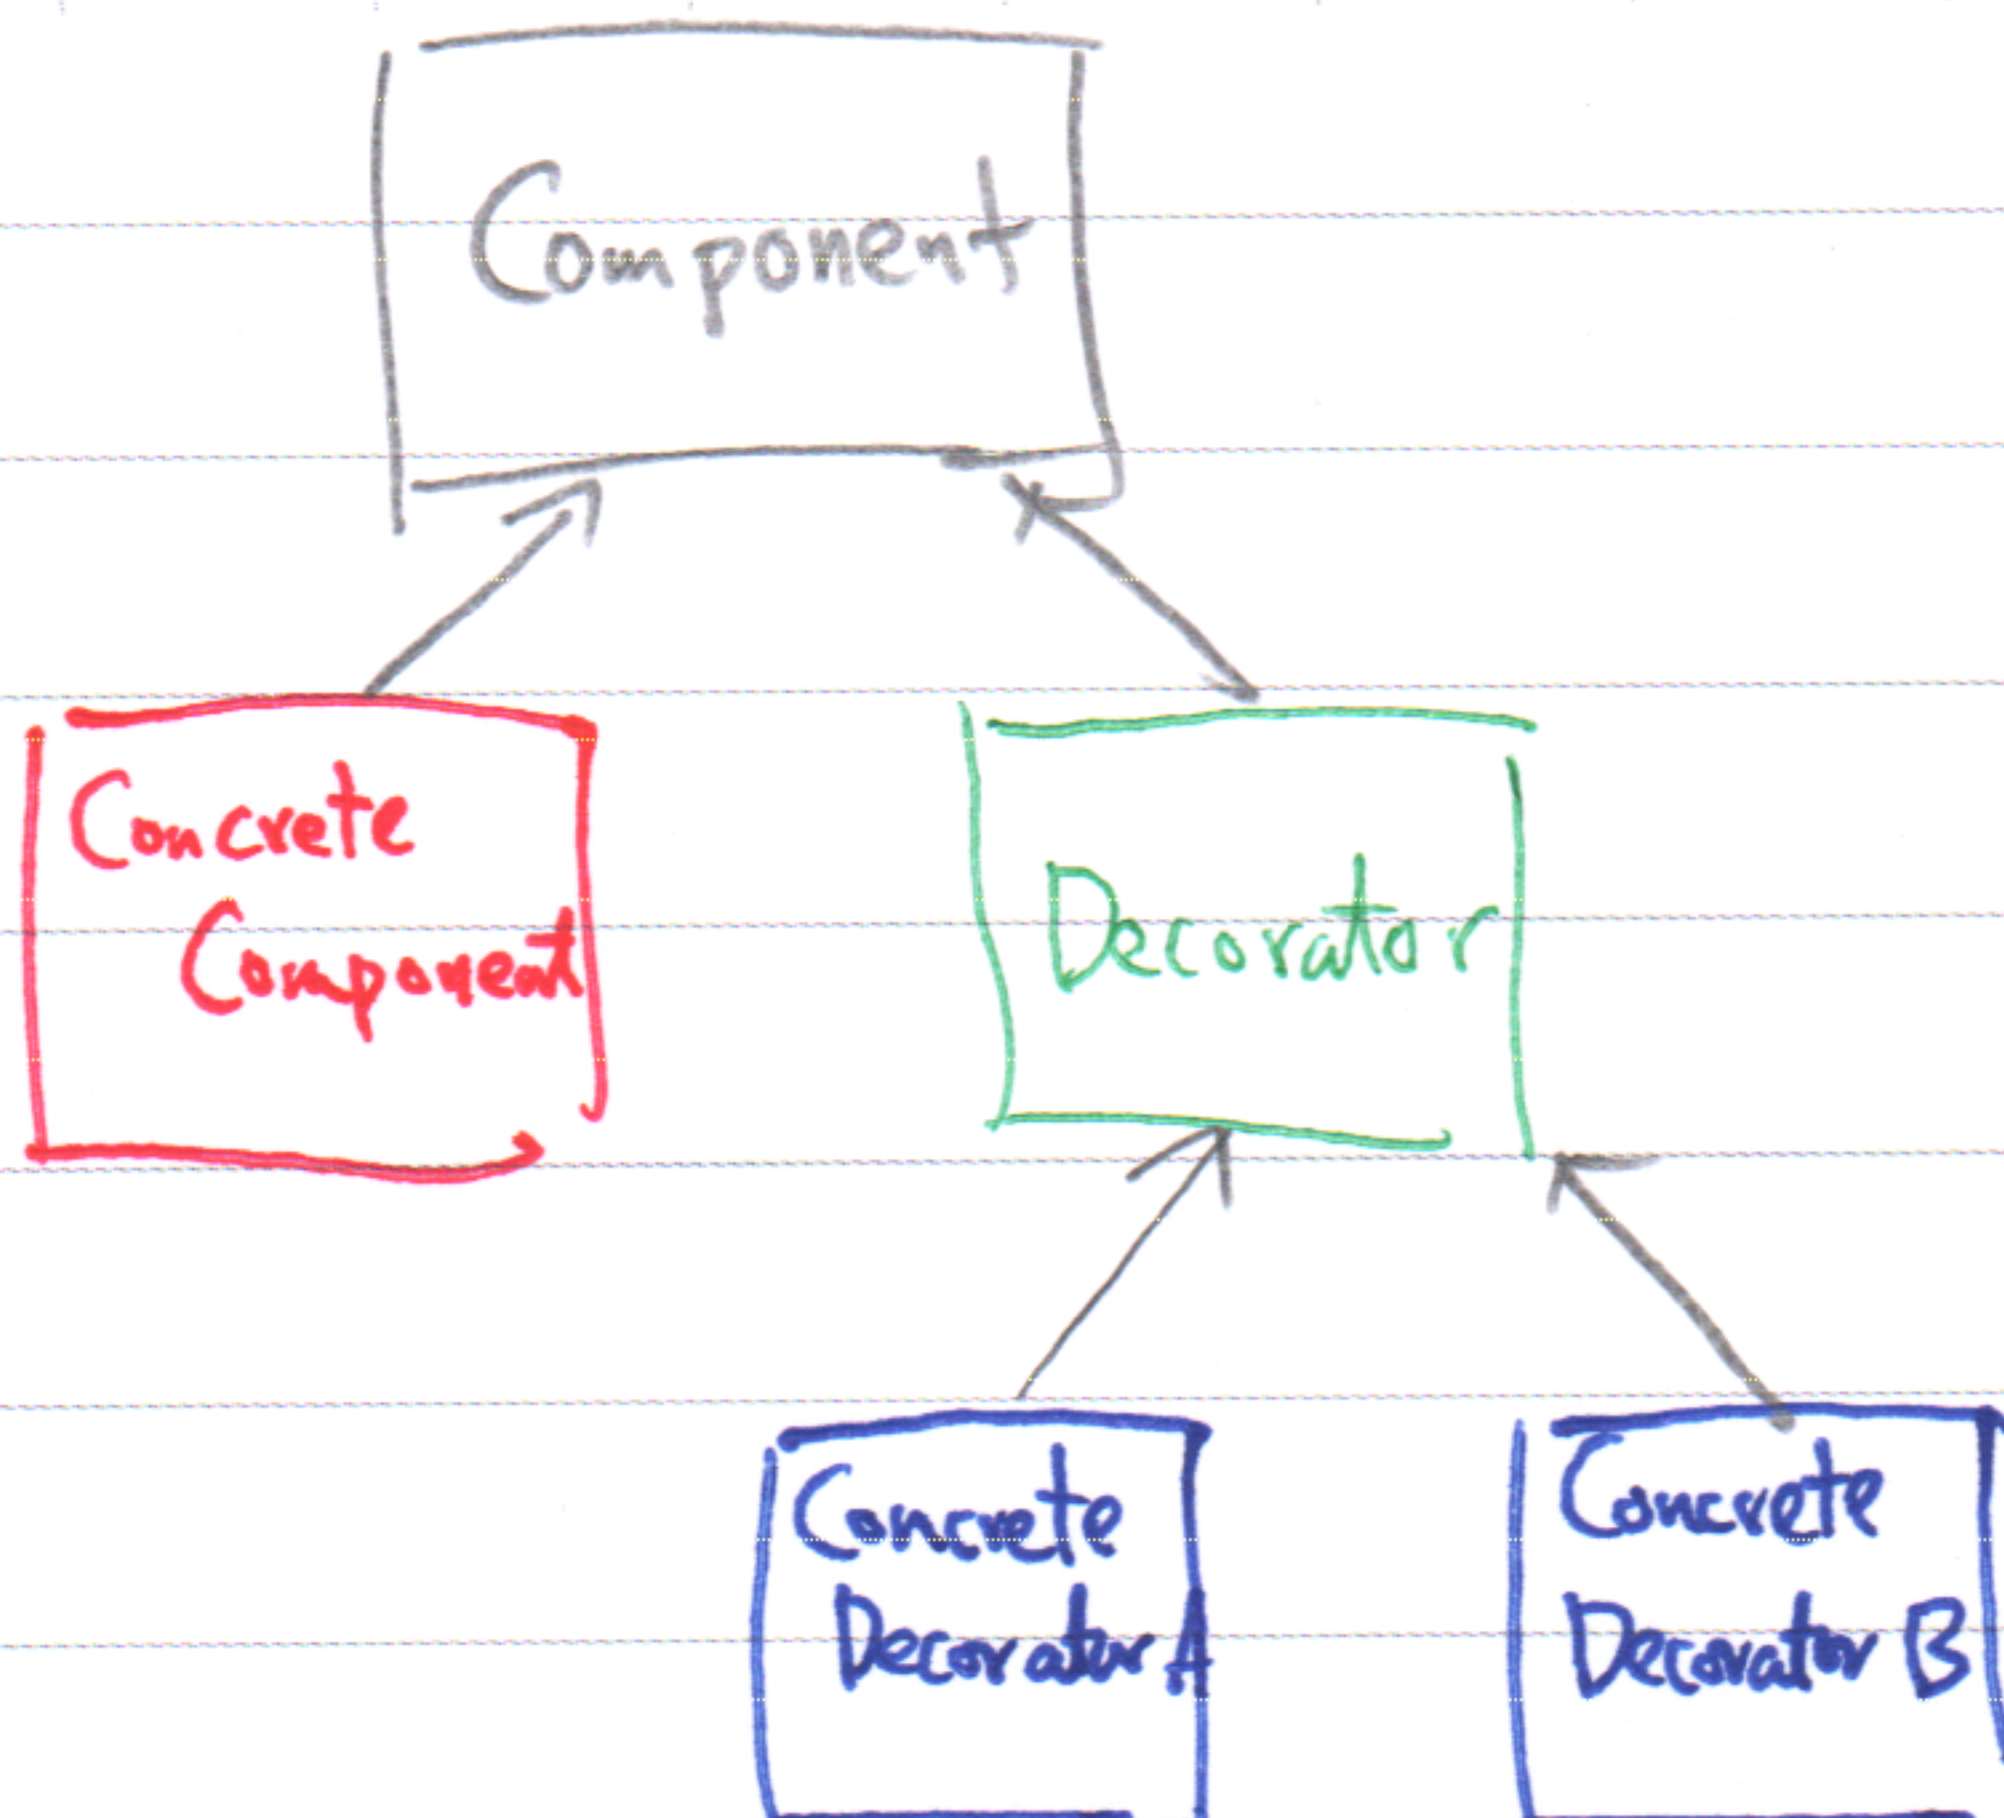 Component
Concrete
Component
Decorator
Concrete
Decorator A
Concrete
Decorator B